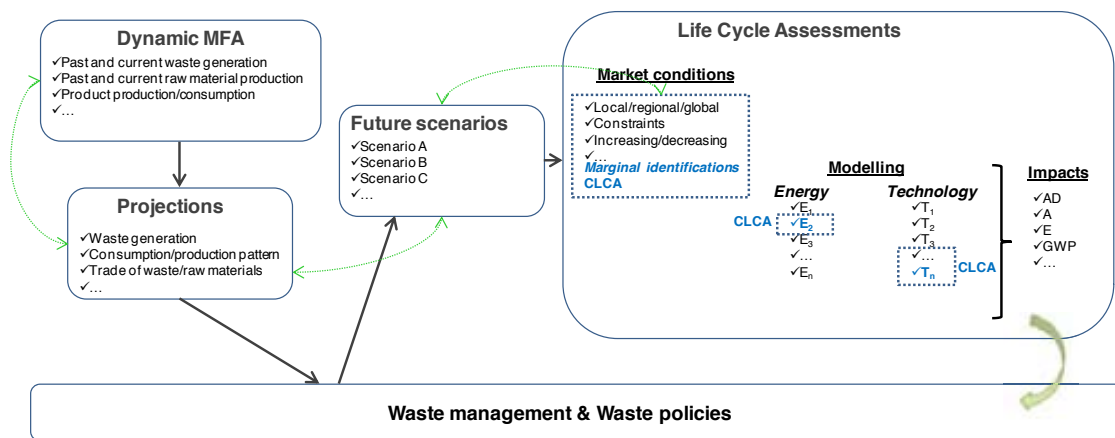 Dynamic MFA
✓Past and current waste generation
✓Past and current raw material production
✓Product production/consumption
✓…
Projections
✓Waste generation
✓Consumption/production pattern
✓Trade of waste/raw materials
✓…
Future scenarios
✓Scenario A
✓Scenario B
✓Scenario C
✓…
Life Cycle Assessments
Market conditions
✓Local/regional/global
✓Constraints
✓Increasing/decreasing
✓…
Marginal identifications
CLCA
Modelling
Energy
✓E1
CLCA ✓E2
✓E3
✓…
✓En
Technology
✓T1
✓T2
✓T3
✓…
✓Tn CLCA
Impacts
✓AD
✓A
✓E
✓GWP
✓…
Waste management & Waste policies